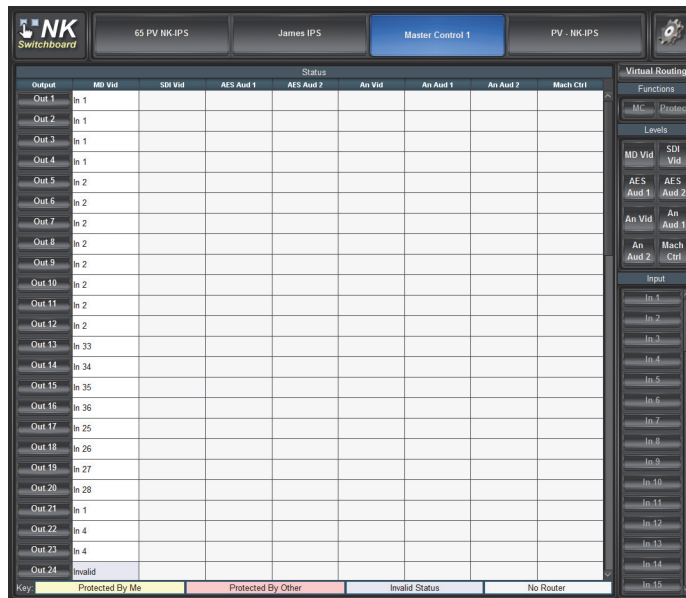 NK
Switchboard
65 PV NK-IPS
James IPS
Master Control 1
PV - NK-IPS
Status
Output MD Vid SDI Vid AES Aud 1 AES Aud 2 An Vid An Aud 1 An Aud 2 Mach Ctrl
Out 1 In 1
Out 2 In 1
Out 3 In 1
Out 4 In 1
Out 5 In 2
Out 6 In 2
Out 7 In 2
Out 8 In 2
Out 9 In 2
Out 10 In 2
Out 11 In 2
Out 12 In 2
Out 13 In 33
Out 14 In 34
Out 15 In 35
Out 16 In 36
Out 17 In 25
Out 18 In 26
Out 19 In 27
Out 20 In 28
Out 21 In 1
Out 22 In 4
Out 23 In 4
Out 24 Invalid
Key: Protected By Me Protected By Other Invalid Status No Router
Virtual Routing
Functions
MC Protec
Levels
MD Vid SDI Vid
AES Aud 1 AES Aud 2
An Vid An Aud 1
An Aud 2 Mach Ctrl
Input
In 1
In 2
In 3
In 4
In 5
In 6
In 7
In 8
In 9
In 10
In 11
In 12
In 13
In 14
In 15